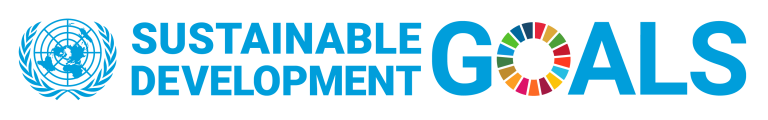 SUSTAINABLE
DEVELOPMENT
GOALS